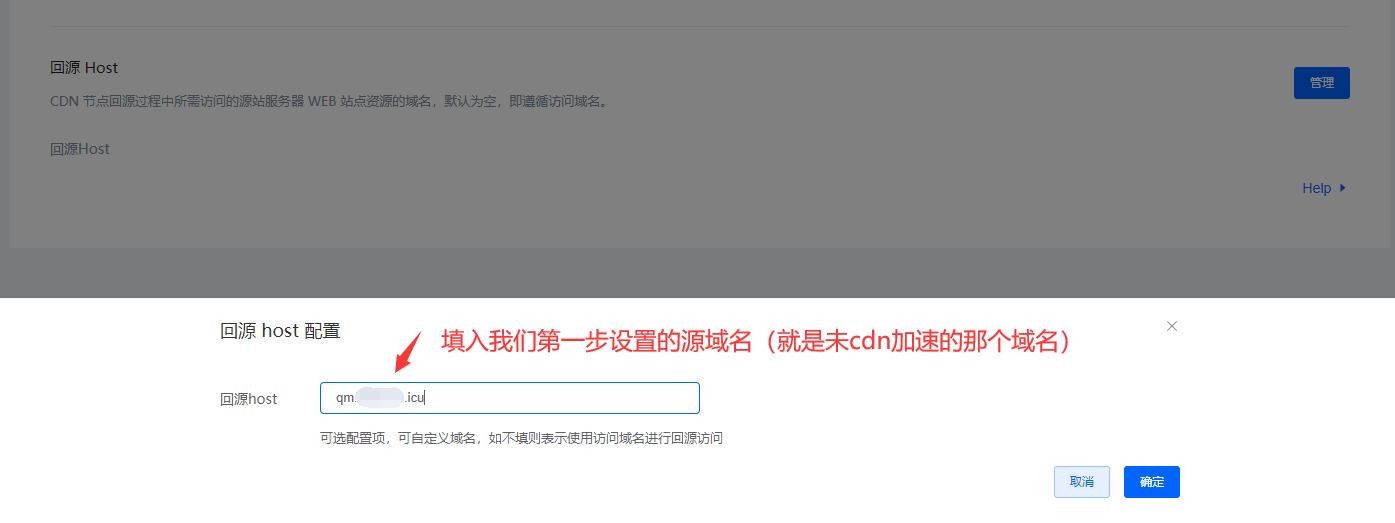 回源 Host
管理
CDN 节点回源过程中所需访问的源站服务器 WEB 站点资源的域名，默认为空，即遵循访问域名。
回源Host
Help
回源 host 配置
填入我们第一步设置的源域名（就是未cdn加速的那个域名）
回源host
qm. .icu
可选配置项，可自定义域名，如不填则表示使用访问域名进行回源访问
取消
确定